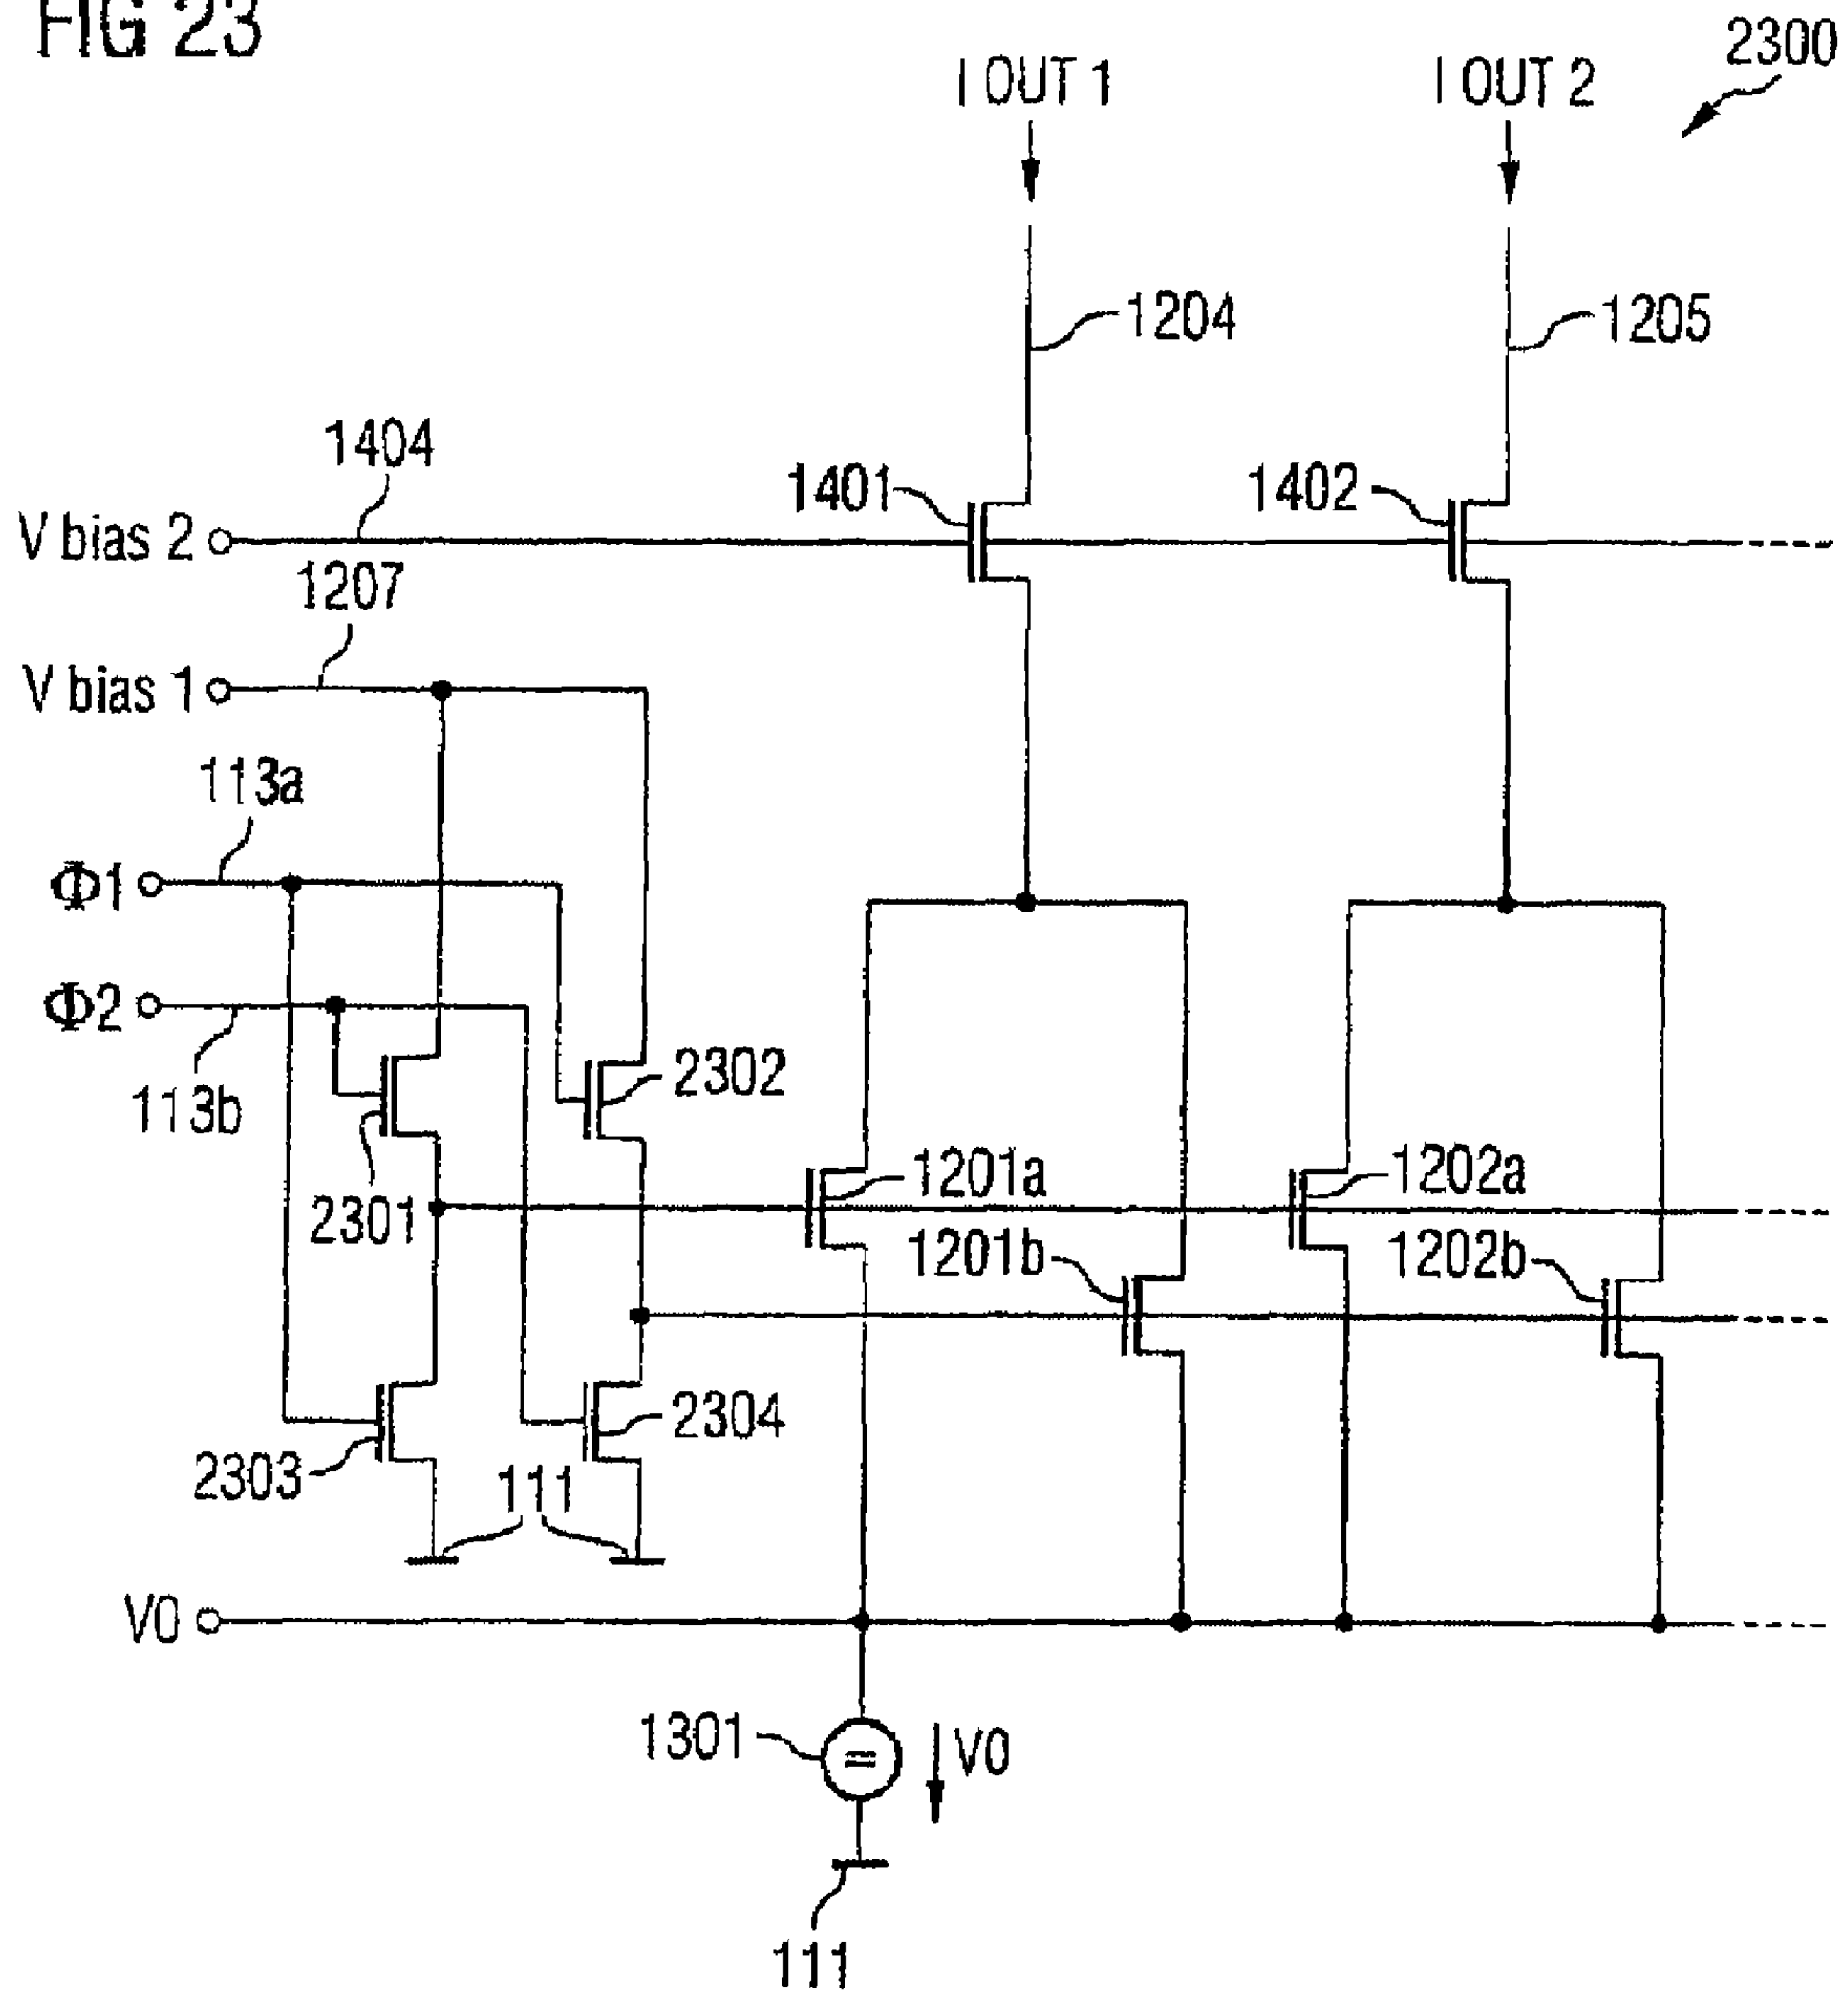 FIG 23
2300
I OUT 1
I OUT 2
1204
1205
1404
1401
1402
V bias 2
1207
V bias 1
113a
Φ1
Φ2
113b
2302
2301
1201a
1202a
1201b
1202b
2303
2304
111
V0
1301
V0
111